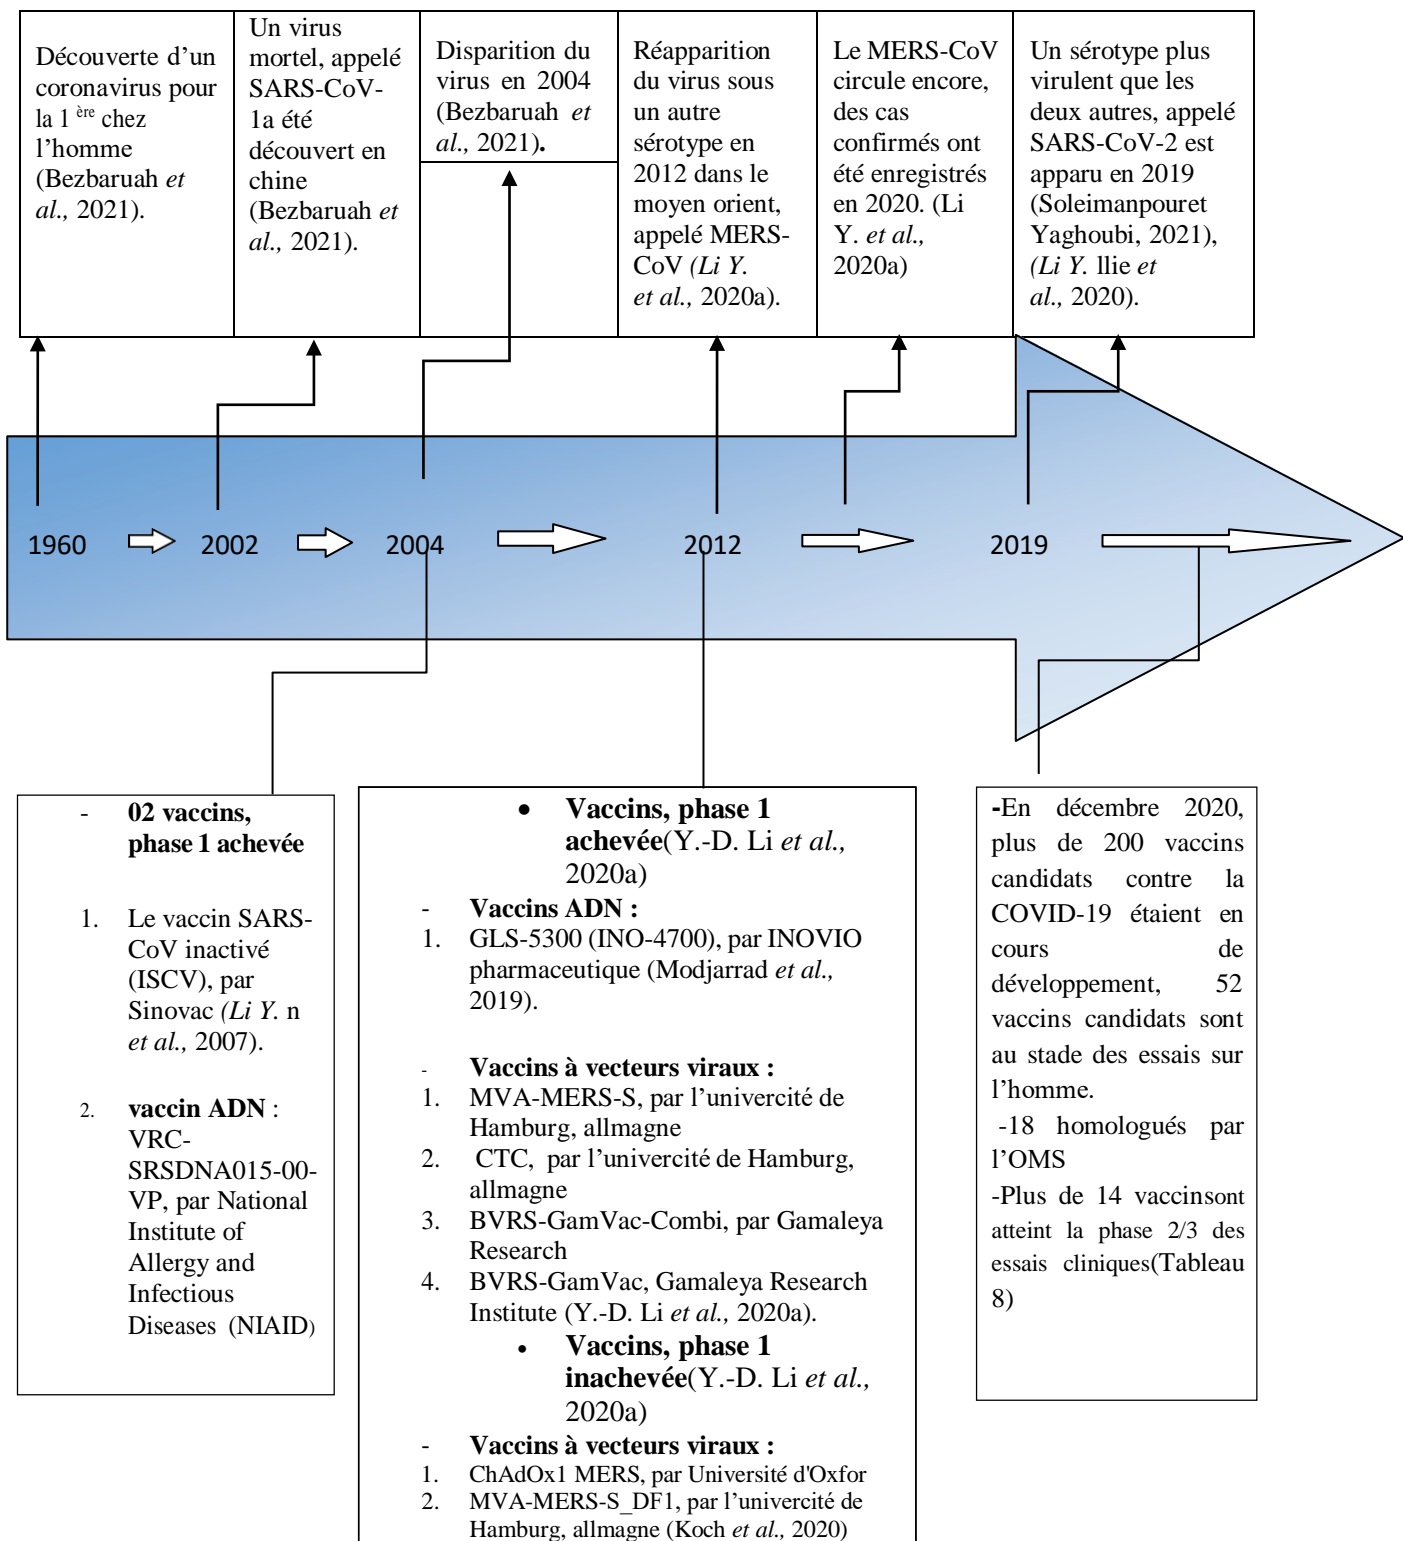 Découverte d’un
coronavirus pour
la 1 ère chez
l’homme
(Bezbaruah et
al., 2021).
Un virus
mortel, appelé
SARS-CoV-
1a été
découvert en
chine
(Bezbaruah et
al., 2021).
Disparition du
virus en 2004
(Bezbaruah et
al., 2021).
Réapparition
du virus sous
un autre
sérotype en
2012 dans le
moyen orient,
appelé MERS-
CoV (Li Y.
et al., 2020a).
Le MERS-CoV
circule encore,
des cas
confirmés ont
été enregistrés
en 2020. (Li
Y. et al.,
2020a)
Un sérotype plus
virulent que les
deux autres, appelé
SARS-CoV-2 est
apparu en 2019
(Soleimanpouret
Yaghoubi, 2021),
(Li Y. llie et
al., 2020).
1960
2002
2004
2012
2019
- 02 vaccins,
phase 1 achevée
1. Le vaccin SARS-
CoV inactivé
(ISCV), par
Sinovac (Li Y. n
et al., 2007).
2. vaccin ADN :
VRC-
SRSDNA015-00-
VP, par National
Institute of
Allergy and
Infectious
Diseases (NIAID)
• Vaccins, phase 1
achevée(Y.-D. Li et al.,
2020a)
- Vaccins ADN :
1. GLS-5300 (INO-4700), par INOVIO
pharmaceutique (Modjarrad et al.,
2019).
- Vaccins à vecteurs viraux :
1. MVA-MERS-S, par l’univercité de
Hamburg, allmagne
2. CTC, par l’univercité de Hamburg,
allmagne
3. BVRS-GamVac-Combi, par Gamaleya
Research
4. BVRS-GamVac, Gamaleya Research
Institute (Y.-D. Li et al., 2020a).
• Vaccins, phase 1
inachevée(Y.-D. Li et al.,
2020a)
- Vaccins à vecteurs viraux :
1. ChAdOx1 MERS, par Université d'Oxfor
2. MVA-MERS-S_DF1, par l’univercité de
Hamburg, allmagne (Koch et al., 2020)
-En décembre 2020,
plus de 200 vaccins
candidats contre la
COVID-19 étaient en
cours de
développement, 52
vaccins candidats sont
au stade des essais sur
l’homme.
-18 homologués par
l’OMS
-Plus de 14 vaccinsont
atteint la phase 2/3 des
essais cliniques(Tableau
8)